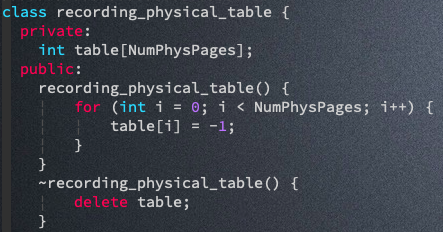 class recording_physical_table {
  private:
    int table[NumPhysPages];
  public:
    recording_physical_table() {
        for (int i = 0; i < NumPhysPages; i++) {
            table[i] = -1;
        }
    }
    ~recording_physical_table() {
        delete table;
    }